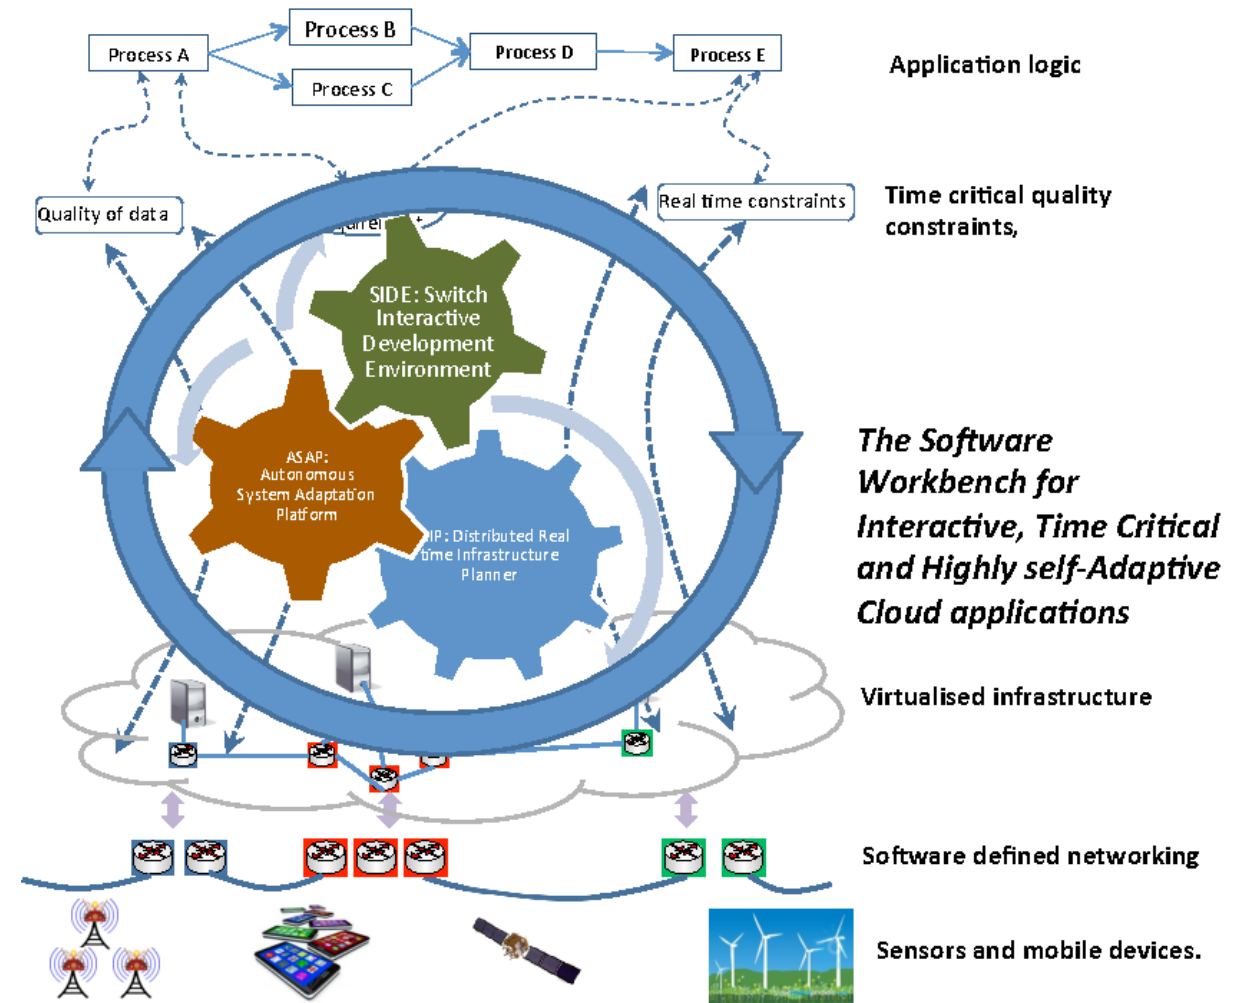 Process A
Process B
Process C
Process D
Process E
Application logic
Quality of data
Real time constraints
Time critical quality
constraints,
SIDE: Switch
Interactive
Development
Environment
ASAP:
Autonomous
System Adaptation
Platform
IP: Distributed Real
time Infrastructure
Planner
The Software
Workbench for
Interactive, Time Critical
and Highly self-Adaptive
Cloud applications
Virtualised infrastructure
Software defined networking
Sensors and mobile devices.